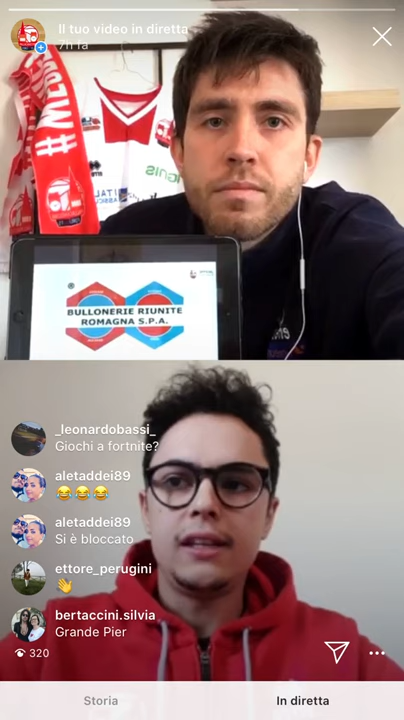 Il tuo video in diretta
7h fa
#ME
BULLONERIE RIUNITE
ROMAGNA S.P.A.
_leonardobassi_
Giochi a fortnite?
aletaddei89
😂😂😂
aletaddei89
Si è bloccato
ettore_perugini
👋
bertaccini.silvia
Grande Pier
320
Storia
In diretta